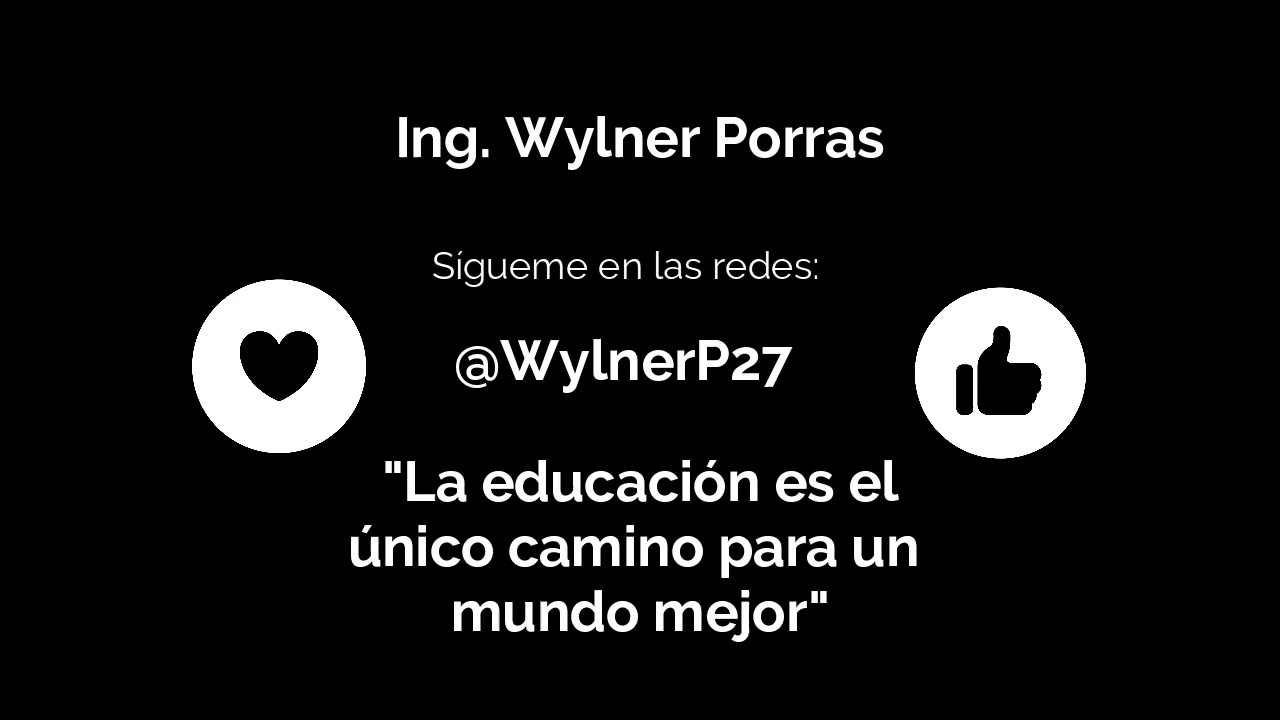 Ing. Wylner Porras
Sígueme en las redes:
@WylnerP27
"La educación es el
único camino para un
mundo mejor"